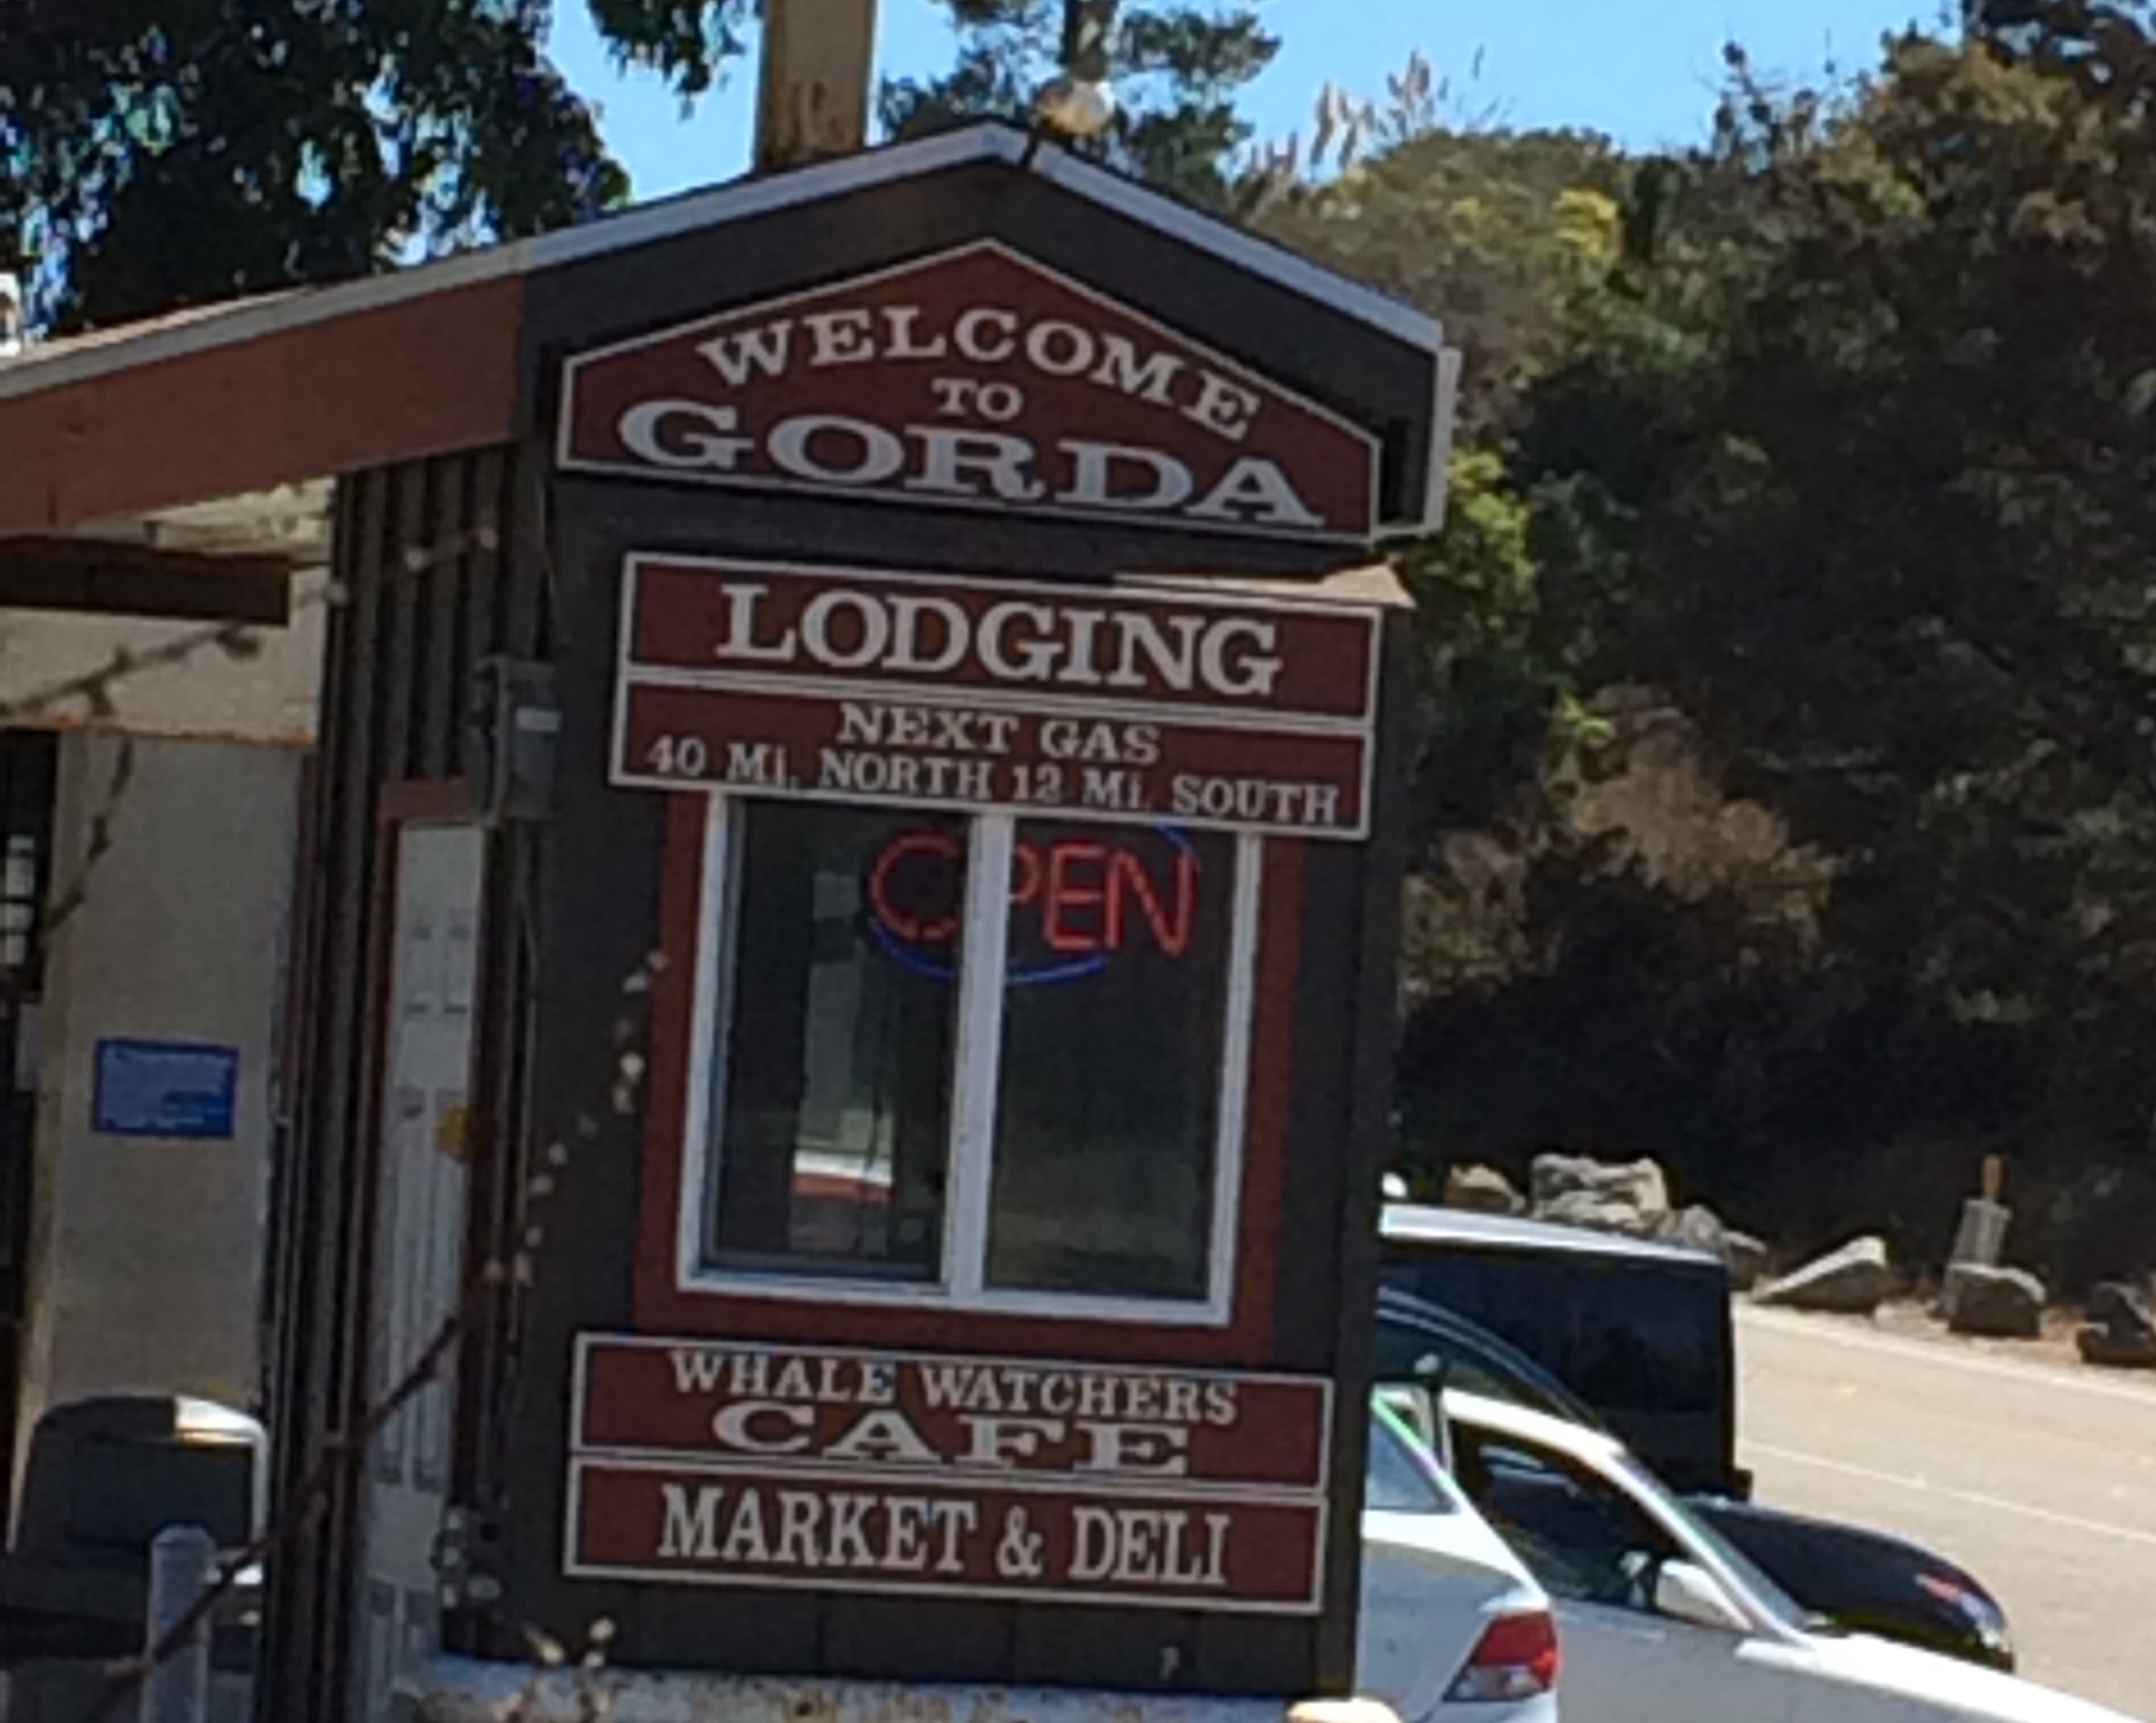 WELCOME
TO
GORDA
LODGING
NEXT GAS
40 Mi. NORTH 12 Mi. SOUTH
OPEN
WHALE WATCHERS
CAFE
MARKET & DELI